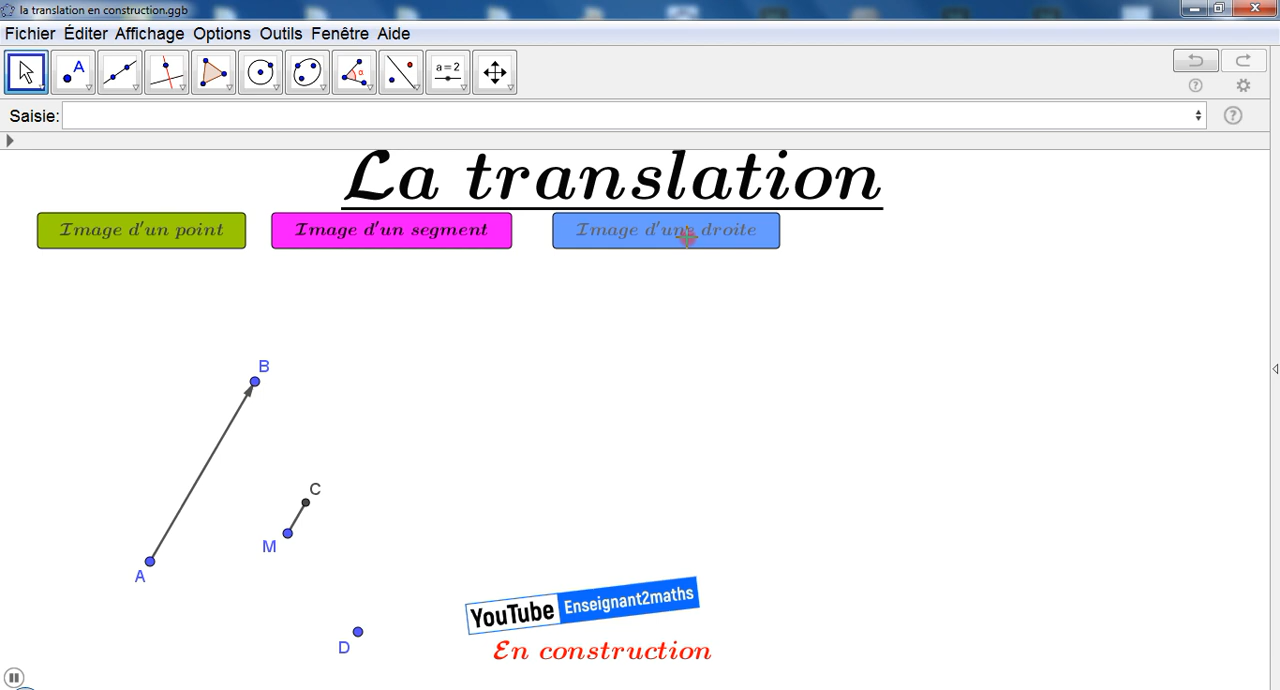 la translation en construction.ggb
Fichier Éditer Affichage Options Outils Fenêtre Aide
A
a=2
α
Saisie:
La translation
Image d'un point
Image d'un segment
Image d'une droite
B
C
M
A
D
YouTube Enseignant2maths
En construction